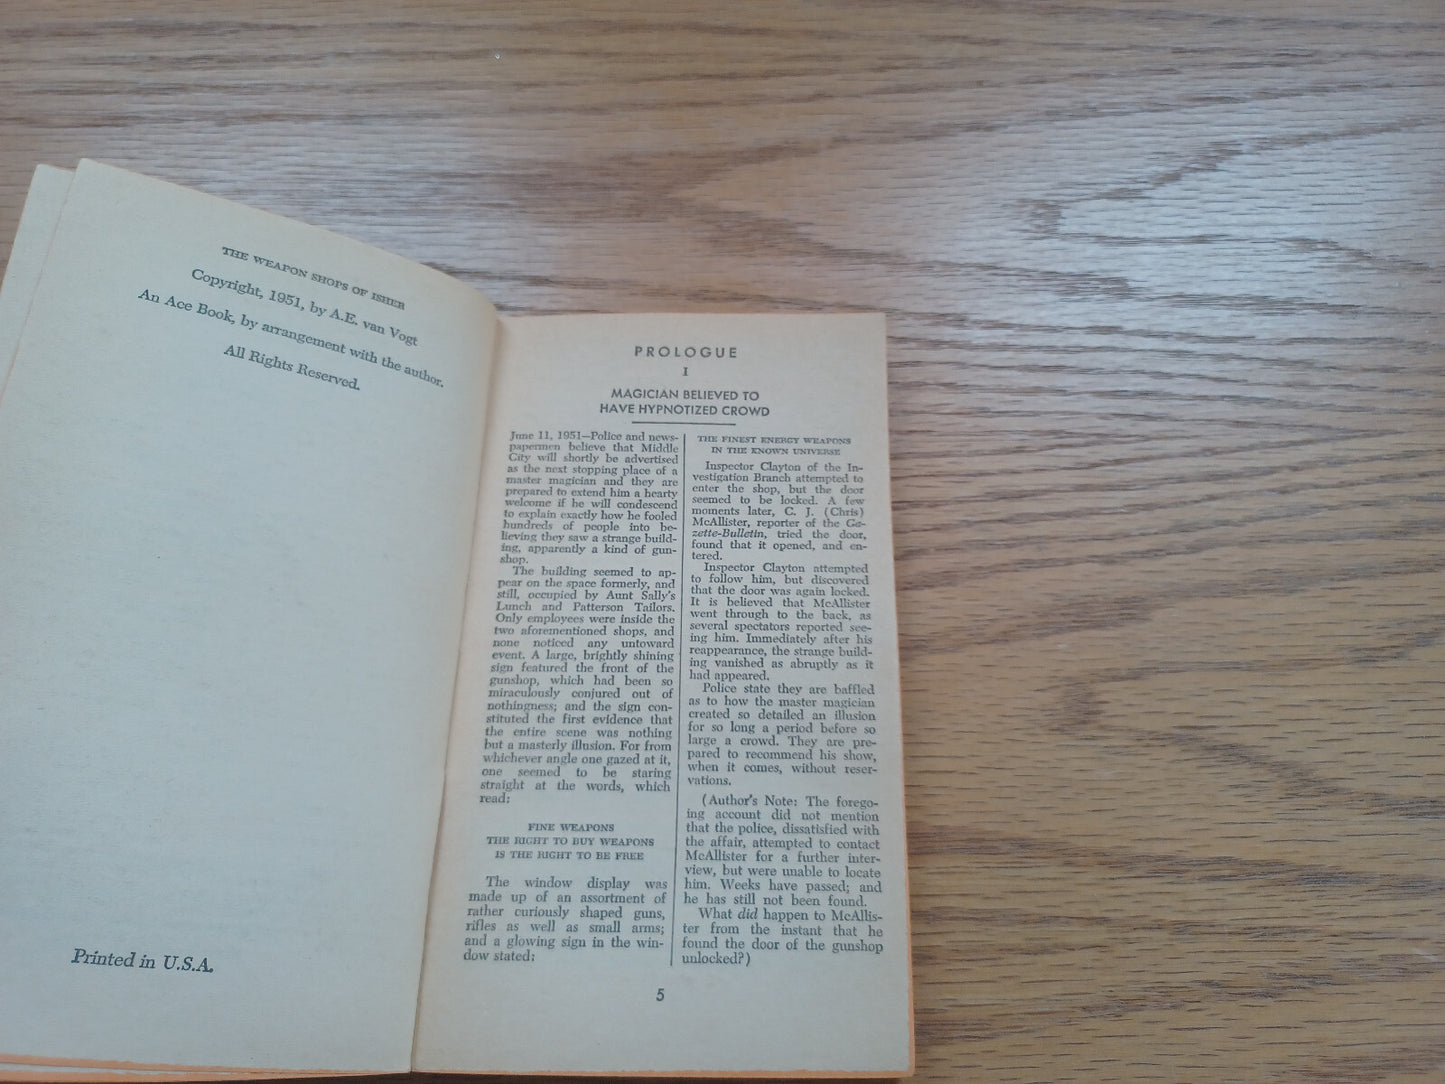 THE WEAPON SHOPS OF ISHER
Copyright, 1951, by A.E. van Vogt
An Ace Book, by arrangement with the author.
All Rights Reserved.
Printed in U.S.A.
PROLOGUE
I
MAGICIAN BELIEVED TO
HAVE HYPNOTIZED CROWD
June 11, 1951—Police and news-
papermen believe that Middle
City will shortly be advertised
as the next stopping place of a
master magician and they are
prepared to extend him a hearty
welcome if he will condescend
to explain exactly how he fooled
hundreds of people into be-
lieving they saw a strange build-
ing, apparently a kind of gun-
shop.
The building seemed to ap-
pear on the space formerly, and
still, occupied by Aunt Sally's
Lunch and Patterson Tailors.
Only employees were inside the
two aforementioned shops, and
none noticed any untoward
event. A large, brightly shining
sign featured the front of the
gunshop, which had been so
miraculously conjured out of
nothingness; and the sign con-
stituted the first evidence that
the entire scene was nothing
but a masterly illusion. For from
whichever angle one gazed at it,
one seemed to be staring
straight at the words, which
read:
FINE WEAPONS
THE RIGHT TO BUY WEAPONS
IS THE RIGHT TO BE FREE
The window display was
made up of an assortment of
rather curiously shaped guns,
rifles as well as small arms;
and a glowing sign in the win-
dow stated:
THE FINEST ENERGY WEAPONS
IN THE KNOWN UNIVERSE
Inspector Clayton of the In-
vestigation Branch attempted to
enter the shop, but the door
seemed to be locked. A few
moments later, C. J. (Chris)
McAllister, reporter of the Ga-
zette-Bulletin, tried the door,
found that it opened, and en-
tered.
Inspector Clayton attempted
to follow him, but discovered
that the door was again locked.
It is believed that McAllister
went through to the back, as
several spectators reported see-
ing him. Immediately after his
reappearance, the strange build-
ing vanished as abruptly as it
had appeared.
Police state they are baffled
as to how the master magician
created so detailed an illusion
for so long a period before so
large a crowd. They are pre-
pared to recommend his show,
when it comes, without reser-
vations.
(Author's Note: The forego-
ing account did not mention
that the police, dissatisfied with
the affair, attempted to contact
McAllister for a further inter-
view, but were unable to locate
him. Weeks have passed; and
he has still not been found.
What did happen to McAllis-
ter from the instant that he
found the door of the gunshop
unlocked?)
5